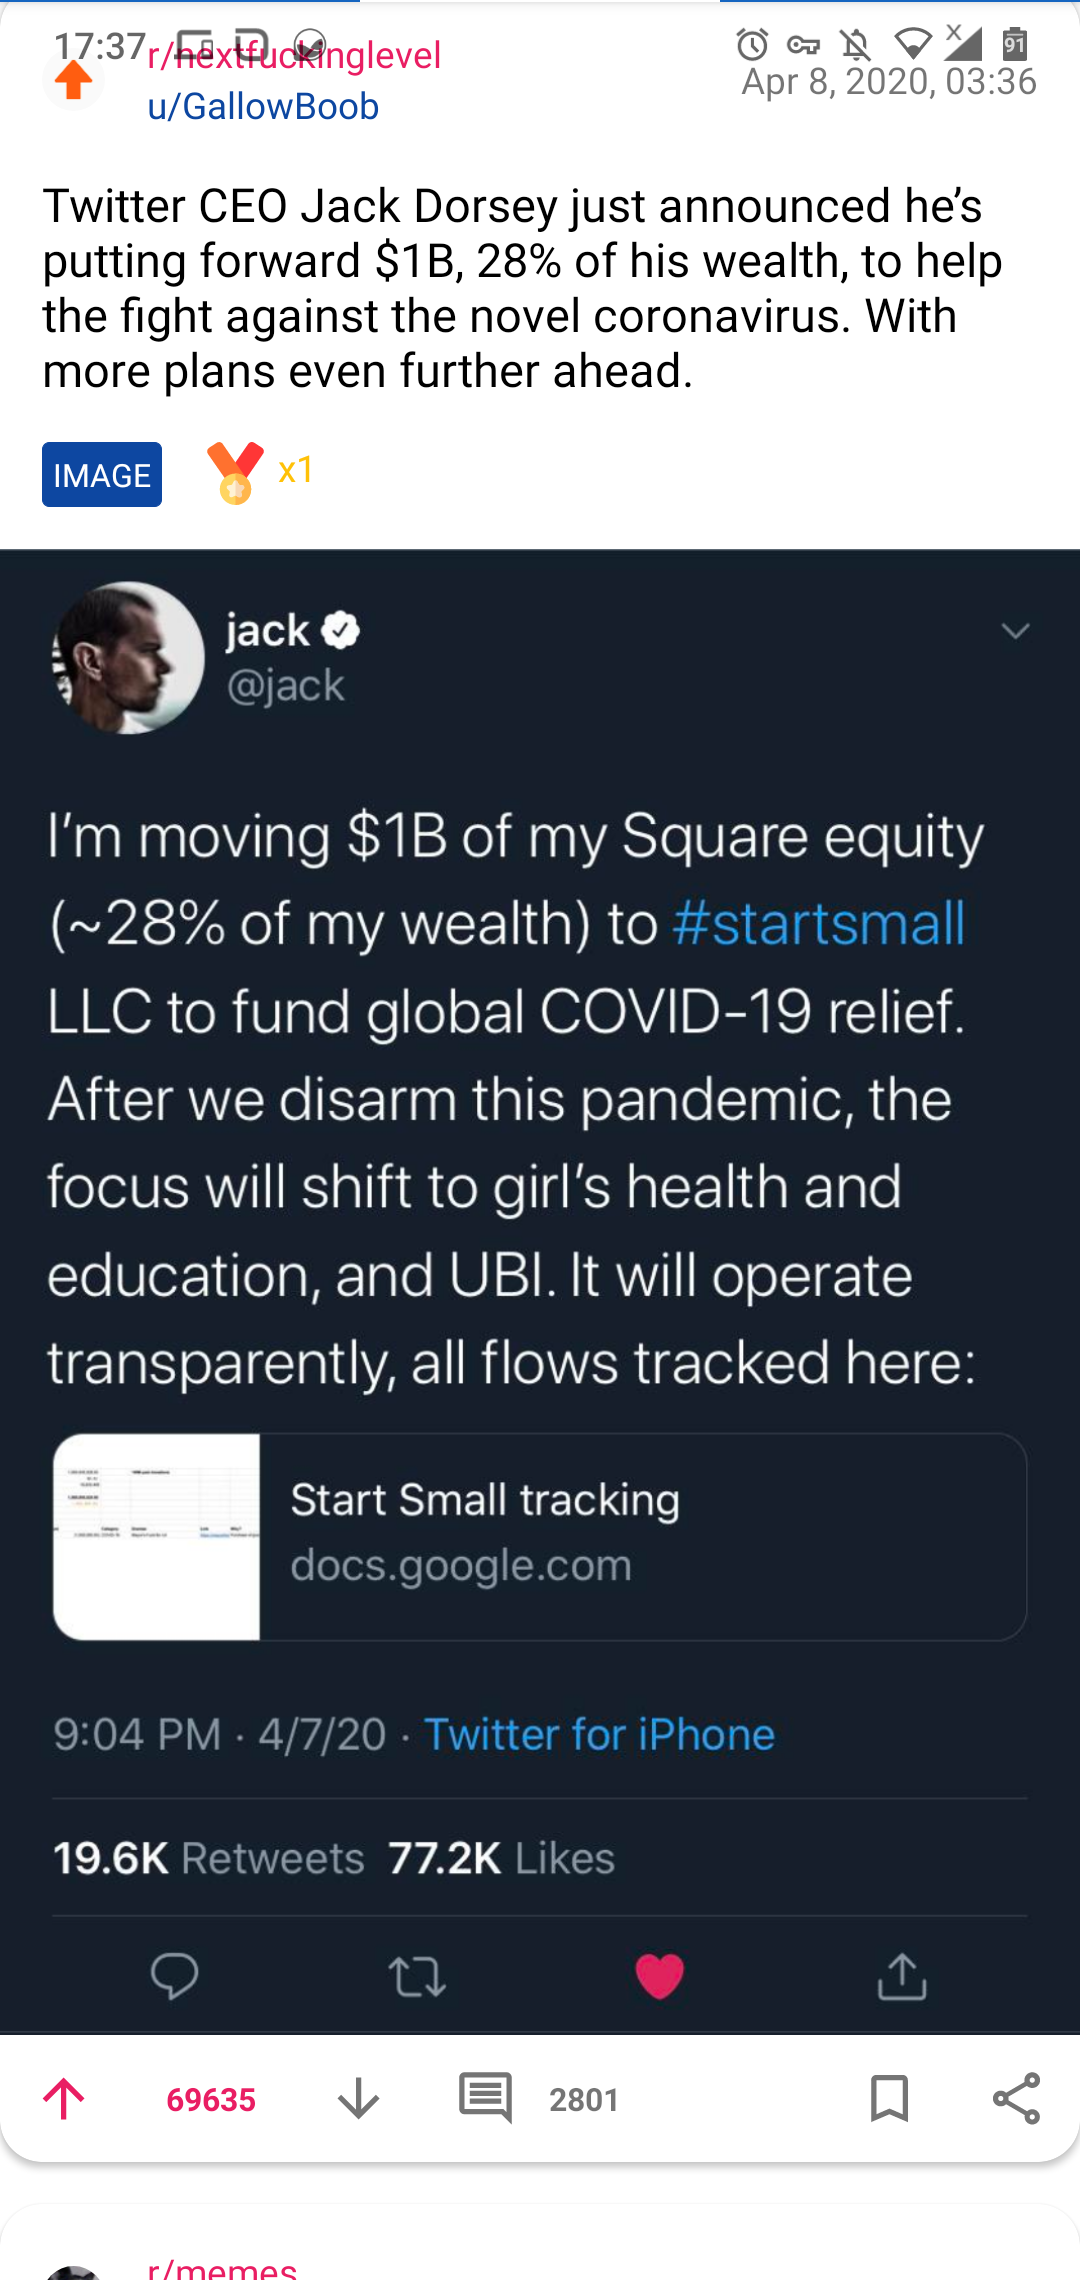 17:37
r/nextfuckinglevel
91
u/GallowBoob
Apr 8, 2020, 03:36
Twitter CEO Jack Dorsey just announced he’s
putting forward $1B, 28% of his wealth, to help
the fight against the novel coronavirus. With
more plans even further ahead.
IMAGE
x1
jack
@jack
I’m moving $1B of my Square equity
(~28% of my wealth) to #startsmall
LLC to fund global COVID-19 relief.
After we disarm this pandemic, the
focus will shift to girl’s health and
education, and UBI. It will operate
transparently, all flows tracked here:
Start Small tracking
docs.google.com
9:04 PM · 4/7/20 · Twitter for iPhone
19.6K Retweets 77.2K Likes
69635
2801
r/memes